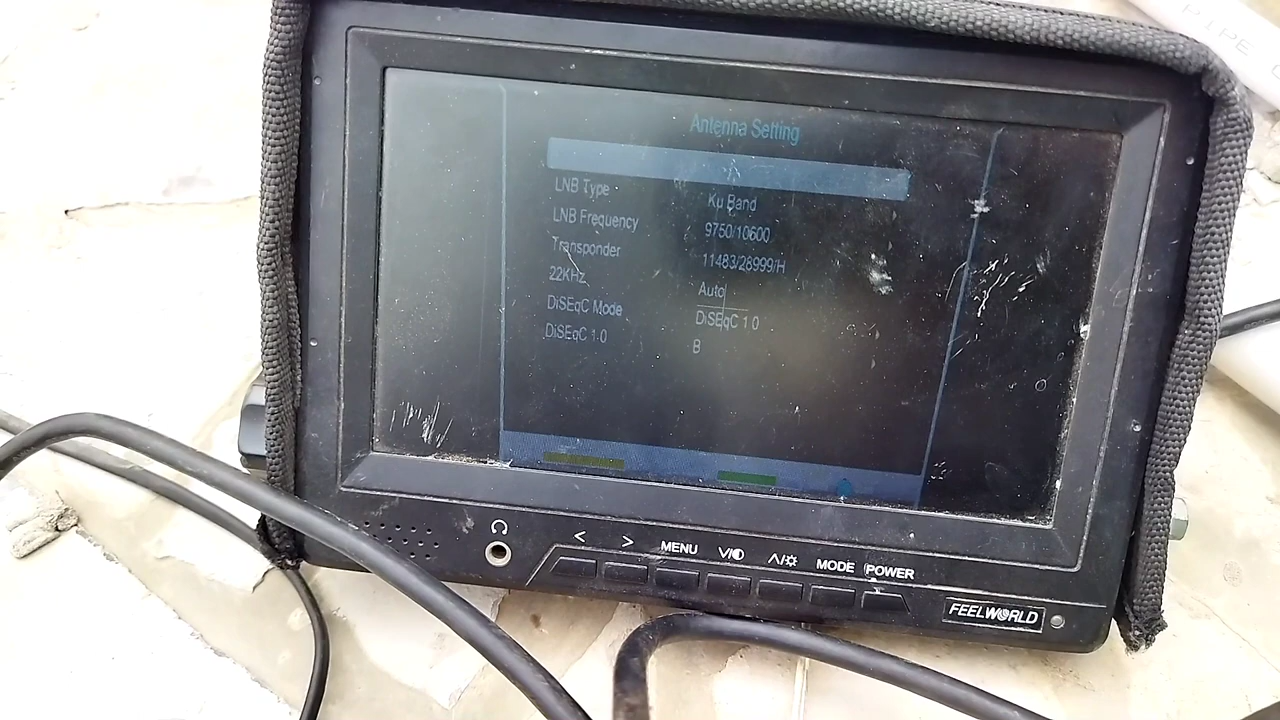 Antenna Setting
LNB Type Ku Band
LNB Frequency 9750/10600
Transponder 11483/28999/H
22KHz Auto
DiSEqC Mode DiSEqC 1.0
DiSEqC 1.0 B
< > MENU V/ Λ/ MODE POWER
FEELWORLD